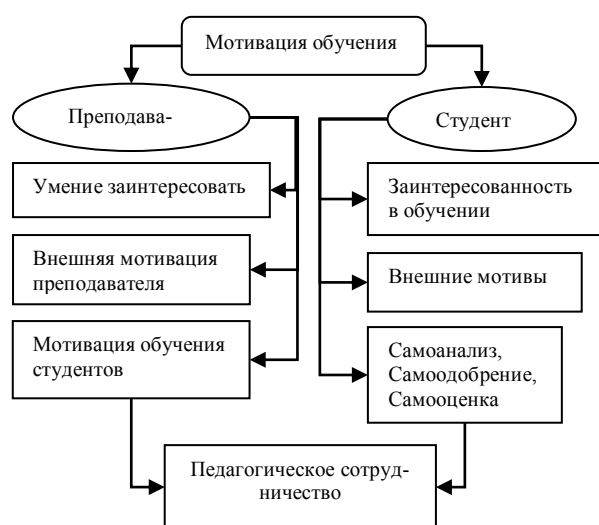 Мотивация обучения
Преподава-
Студент
Умение заинтересовать
Заинтересованность
в обучении
Внешняя мотивация
преподавателя
Внешние мотивы
Мотивация обучения
студентов
Самоанализ,
Самоодобрение,
Самооценка
Педагогическое сотруд-
ничество